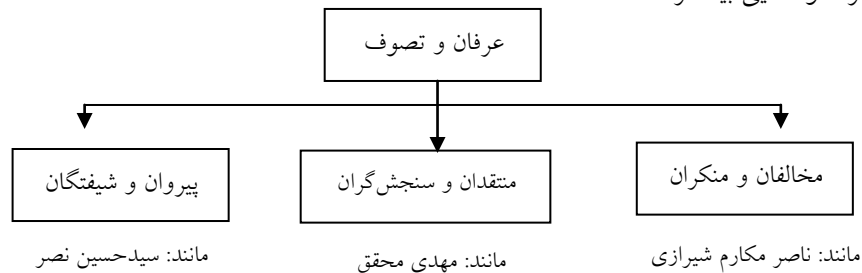 عرفان و تصوف
مخالفان و منکران
منتقدان و سنجش‌گران
پیروان و شیفتگان
مانند: ناصر مکارم شیرازی
مانند: مهدی محقق
مانند: سیدحسین نصر